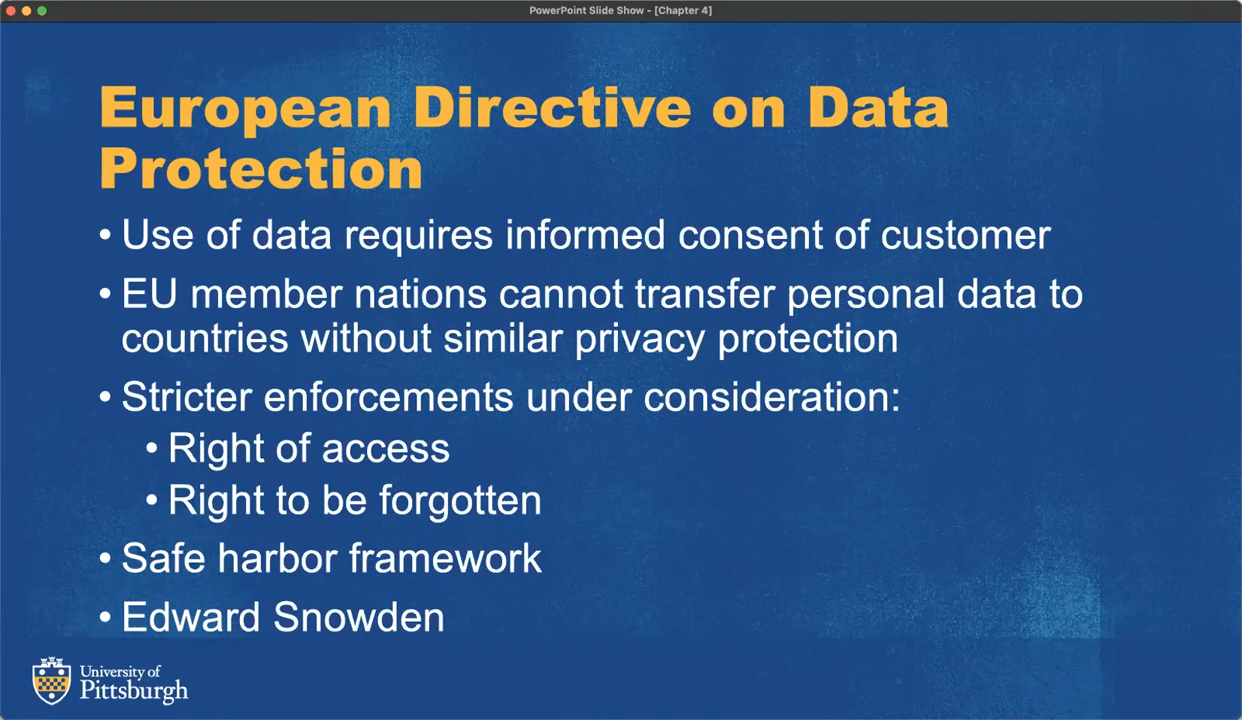 PowerPoint Slide Show - [Chapter 4]
European Directive on Data
Protection
• Use of data requires informed consent of customer
• EU member nations cannot transfer personal data to
countries without similar privacy protection
• Stricter enforcements under consideration:
• Right of access
• Right to be forgotten
• Safe harbor framework
• Edward Snowden
University of
Pittsburgh